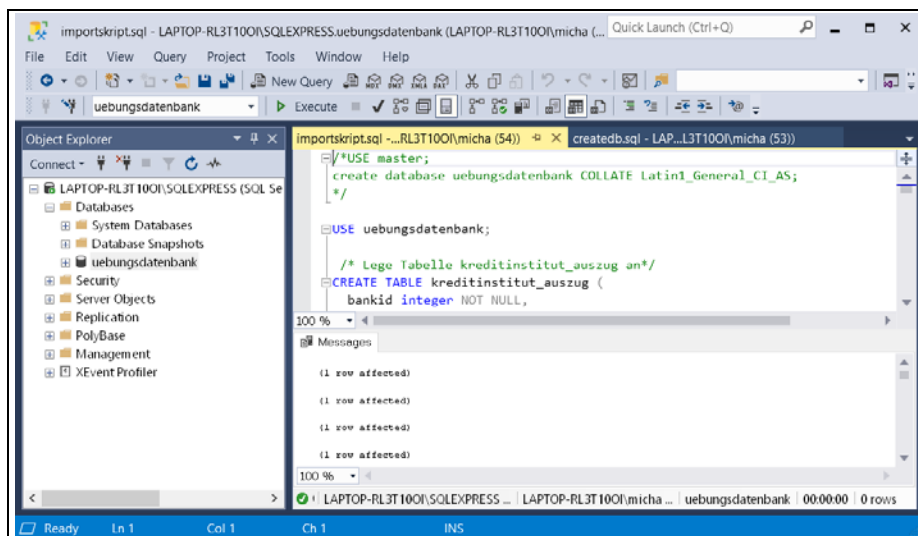 importskript.sql - LAPTOP-RL3T10OI\SQLEXPRESS.uebungsdatenbank (LAPTOP-RL3T10OI\micha (...
Quick Launch (Ctrl+Q)
File Edit View Query Project Tools Window Help
New Query
uebungsdatenbank
Execute
Object Explorer
Connect
LAPTOP-RL3T10OI\SQLEXPRESS (SQL Se
Databases
System Databases
Database Snapshots
uebungsdatenbank
Security
Server Objects
Replication
PolyBase
Management
XEvent Profiler
importskript.sql -...RL3T10OI\micha (54))
createdb.sql - LAP...L3T10OI\micha (53))
/*USE master;
create database uebungsdatenbank COLLATE Latin1_General_CI_AS;
*/
USE uebungsdatenbank;
/* Lege Tabelle kreditinstitut_auszug an*/
CREATE TABLE kreditinstitut_auszug (
bankid integer NOT NULL,
100 %
Messages
(1 row affected)
(1 row affected)
(1 row affected)
(1 row affected)
100 %
LAPTOP-RL3T10OI\SQLEXPRESS ... LAPTOP-RL3T10OI\micha ... uebungsdatenbank 00:00:00 0 rows
Ready Ln 1 Col 1 Ch 1 INS